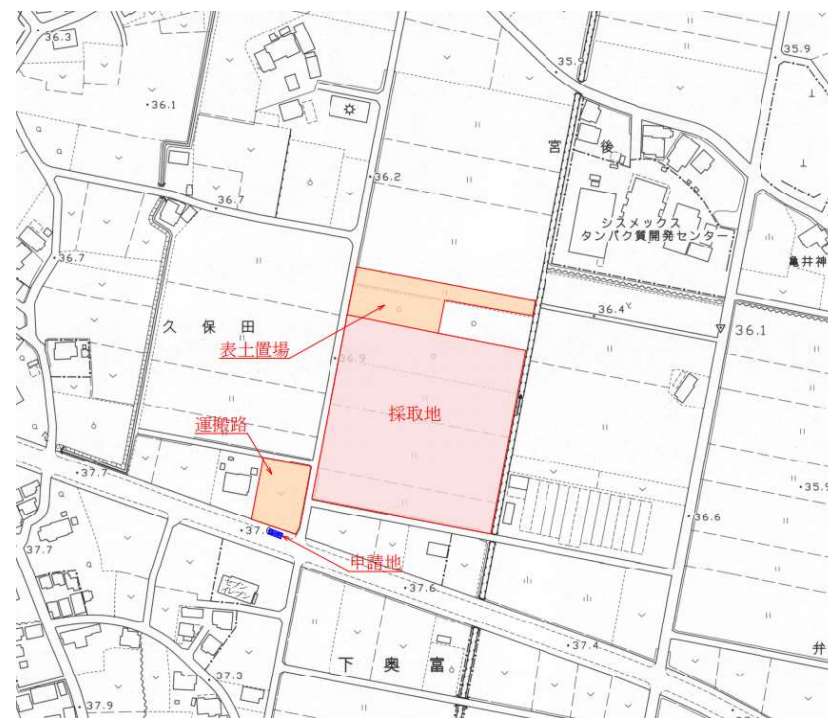 36.3
35.9
35.9
36.1
宮後
36.2
シスメックス
タンパク質開発センター
36.7
亀井神
36.7
36.4
36.1
久保田
表土置場
36.9
採取地
運搬路
37.7
35.9
36.6
申請地
37.7
37.6
セブン
イレブン
37.4
弁
下奥富
37.3
37.9